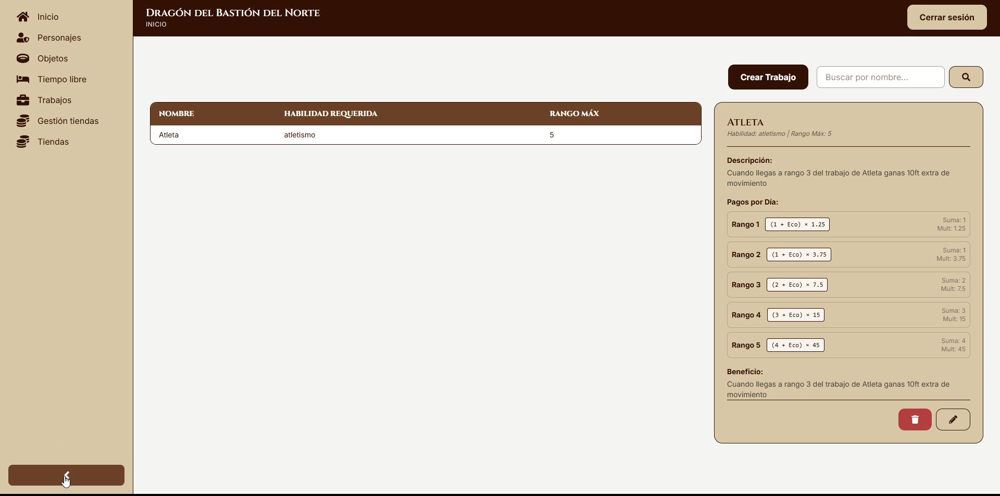 Inicio
Personajes
Objetos
Tiempo libre
Trabajos
Gestión tiendas
Tiendas
Dragón del Bastión del Norte
INICIO
Cerrar sesión
Crear Trabajo
Buscar por nombre...
NOMBRE HABILIDAD REQUERIDA RANGO MÁX
Atleta atletismo 5
Atleta
Habilidad: atletismo | Rango Máx: 5
Descripción:
Cuando llegas a rango 3 del trabajo de Atleta ganas 10ft extra de
movimiento
Pagos por Día:
Rango 1 (1 + Eco) × 1.25
Suma: 1
Mult: 1.25
Rango 2 (1 + Eco) × 3.75
Suma: 1
Mult: 3.75
Rango 3 (2 + Eco) × 7.5
Suma: 2
Mult: 7.5
Rango 4 (3 + Eco) × 15
Suma: 3
Mult: 15
Rango 5 (4 + Eco) × 45
Suma: 4
Mult: 45
Beneficio:
Cuando llegas a rango 3 del trabajo de Atleta ganas 10ft extra de
movimiento